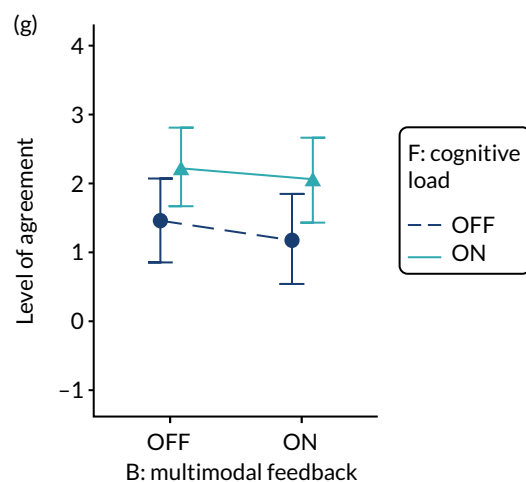 (g)
4
3
2
1
0
−1
Level of agreement
OFF
ON
B: multimodal feedback
F: cognitive
load
OFF
ON